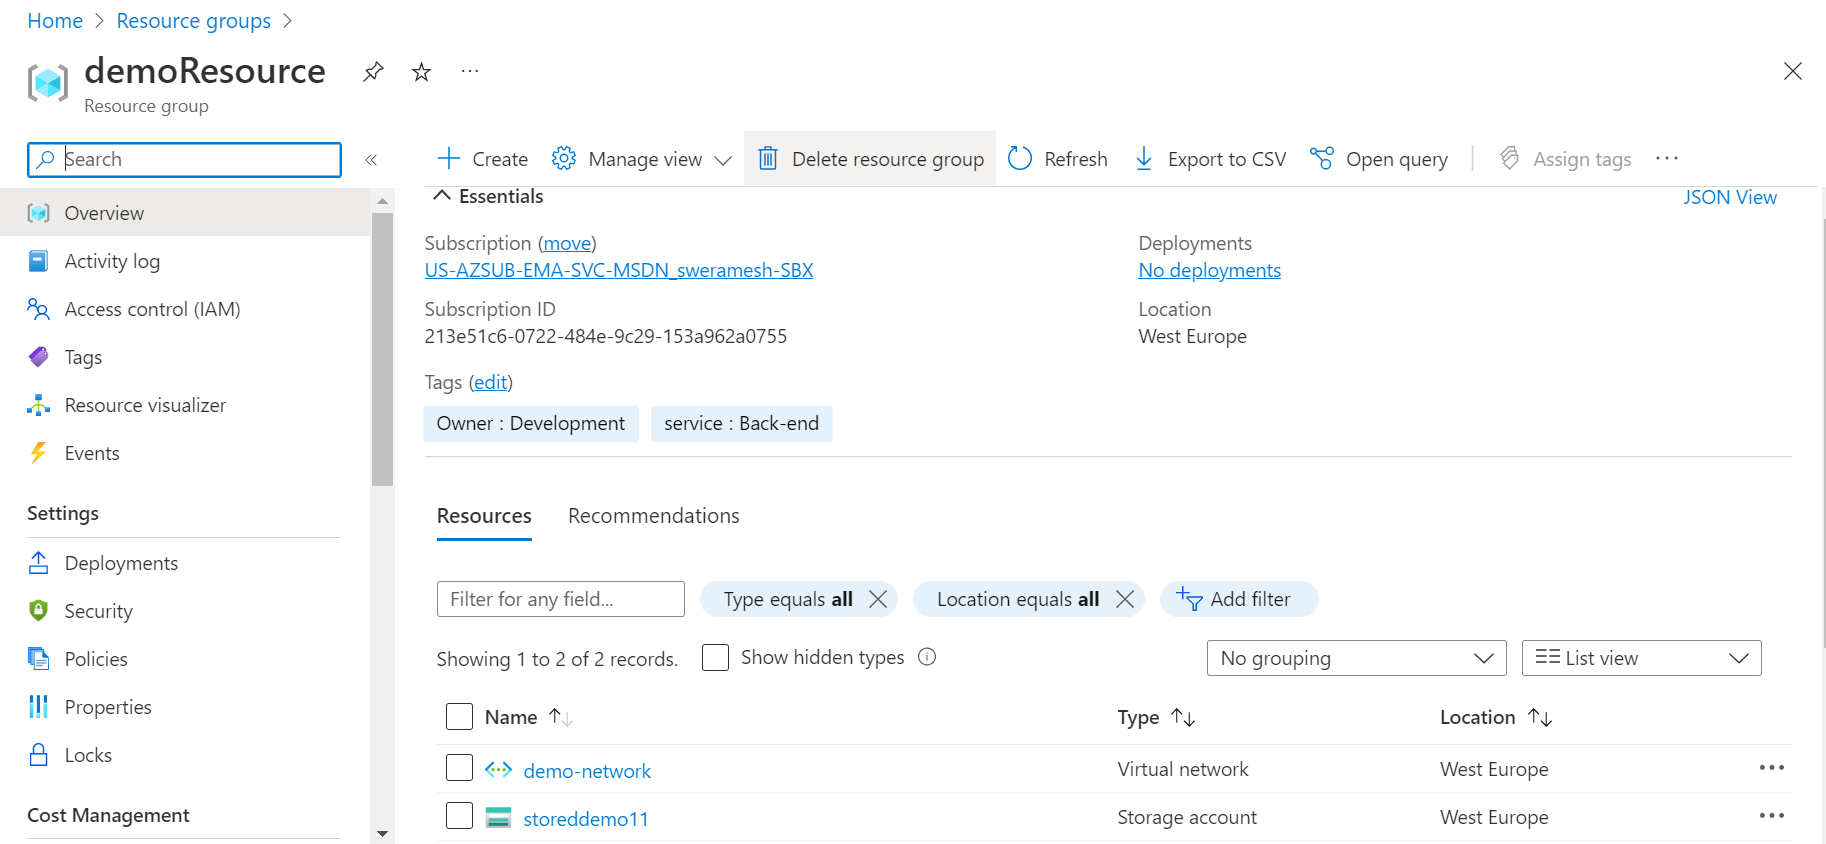 Home > Resource groups >
demoResource
Resource group
Search
«
Create
Manage view
Delete resource group
Refresh
Export to CSV
Open query
Assign tags
Overview
Activity log
Access control (IAM)
Tags
Resource visualizer
Events
Settings
Deployments
Security
Policies
Properties
Locks
Cost Management
Essentials
JSON View
Subscription (move)
US-AZSUB-EMA-SVC-MSDN_sweramesh-SBX
Subscription ID
213e51c6-0722-484e-9c29-153a962a0755
Deployments
No deployments
Location
West Europe
Tags (edit)
Owner : Development
service : Back-end
Resources
Recommendations
Filter for any field...
Type equals all
Location equals all
Add filter
Showing 1 to 2 of 2 records.
Show hidden types
No grouping
List view
Name
Type
Location
demo-network
Virtual network
West Europe
storeddemo11
Storage account
West Europe